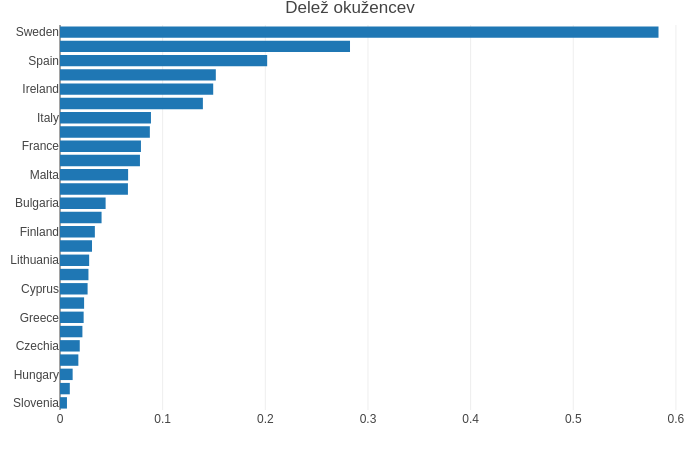 Delež okužencev
Sweden
Spain
Ireland
Italy
France
Malta
Bulgaria
Finland
Lithuania
Cyprus
Greece
Czechia
Hungary
Slovenia
0 0.1 0.2 0.3 0.4 0.5 0.6